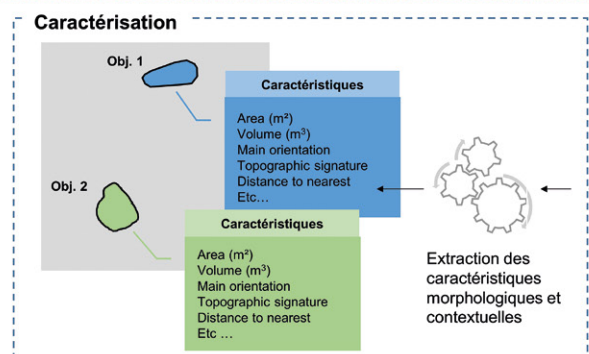 Caractérisation
Obj. 1
Caractéristiques
Area (m²)
Volume (m³)
Main orientation
Topographic signature
Distance to nearest
Etc...
Obj. 2
Caractéristiques
Area (m²)
Volume (m³)
Main orientation
Topographic signature
Distance to nearest
Etc ...
Extraction des
caractéristiques
morphologiques et
contextuelles